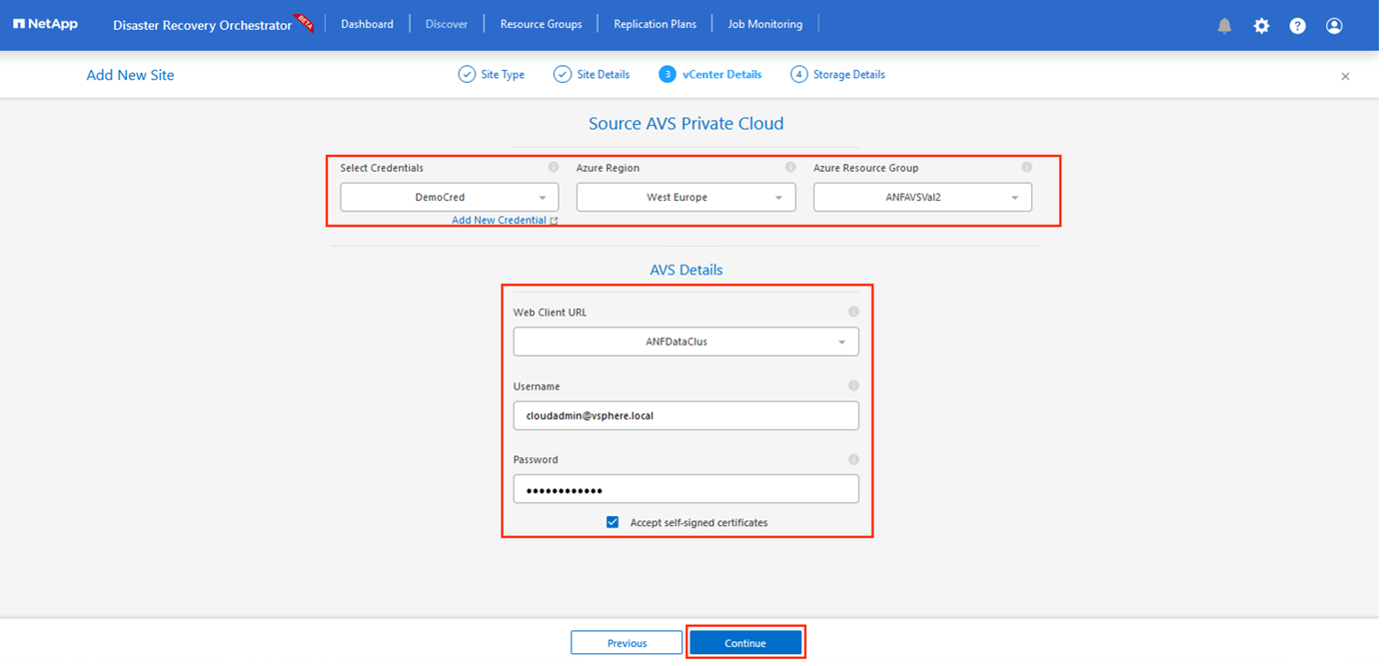 NetApp Disaster Recovery Orchestrator BETA Dashboard Discover Resource Groups Replication Plans Job Monitoring
Add New Site Site Type Site Details 3 vCenter Details 4 Storage Details
Source AVS Private Cloud
Select Credentials Azure Region Azure Resource Group
DemoCred West Europe ANFAVSVal2
Add New Credential
AVS Details
Web Client URL
ANFDataClus
Username
cloudadmin@vsphere.local
Password
••••••••••••
Accept self-signed certificates
Previous Continue